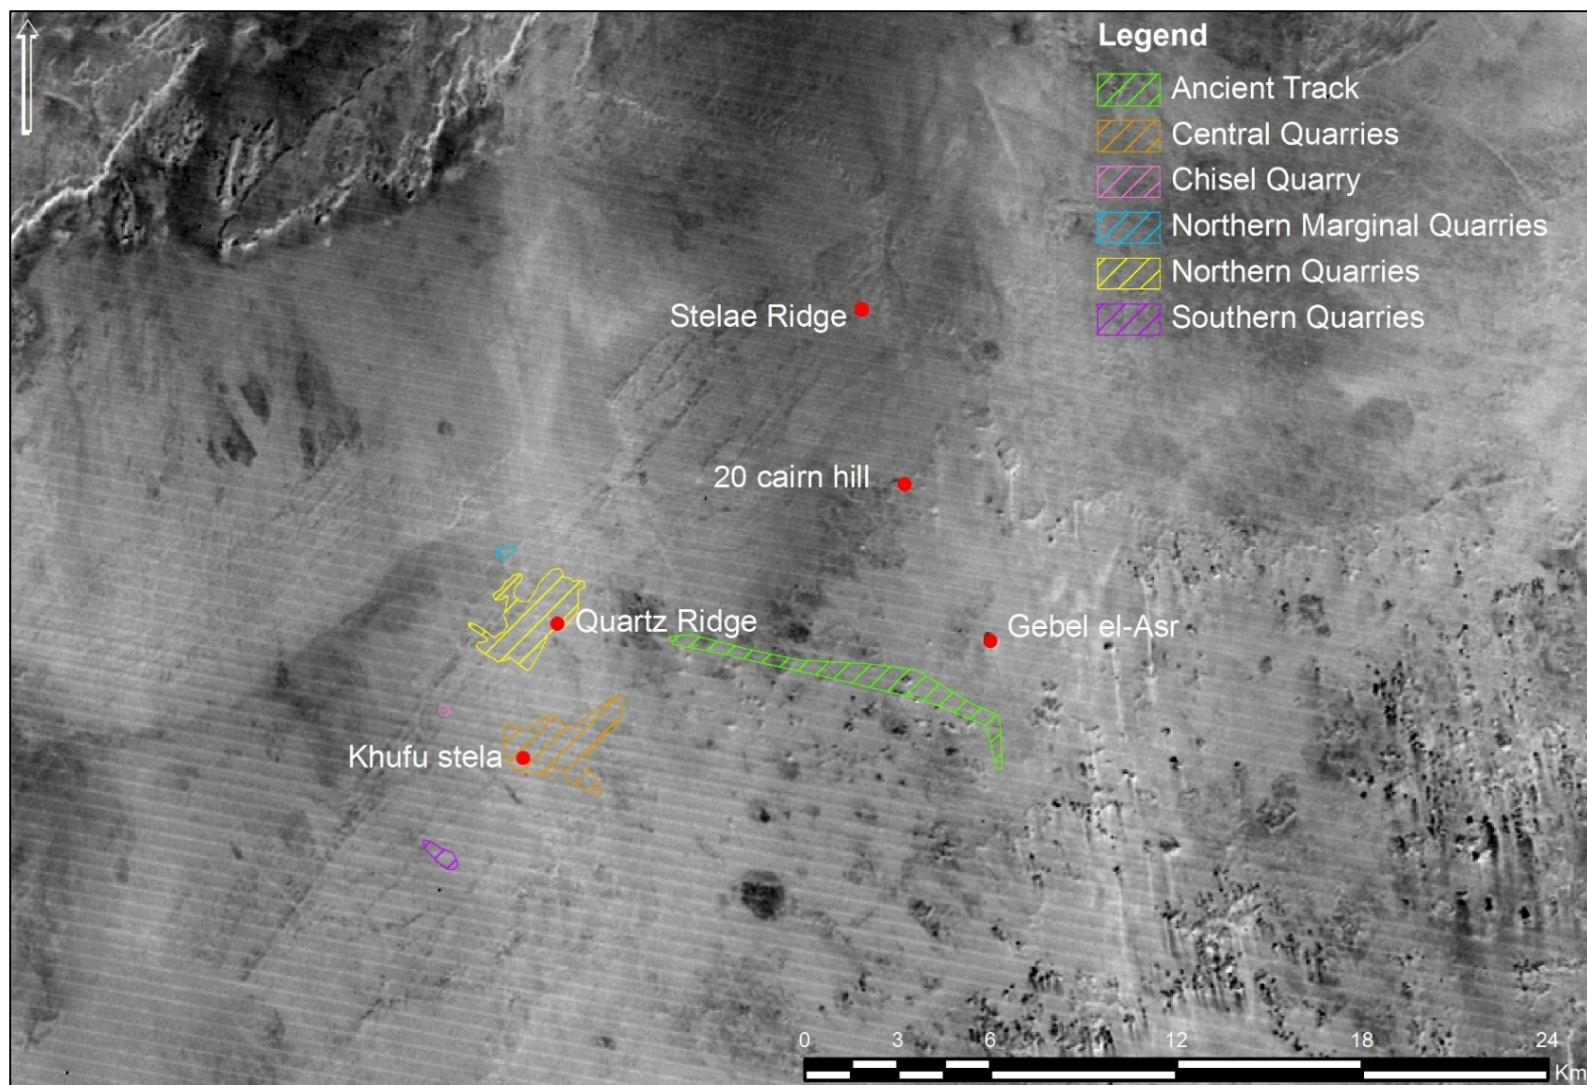 Legend
Ancient Track
Central Quarries
Chisel Quarry
Northern Marginal Quarries
Northern Quarries
Southern Quarries
Stelae Ridge
20 cairn hill
Quartz Ridge
Gebel el-Asr
Khufu stela
0 3 6 12 18 24
Km